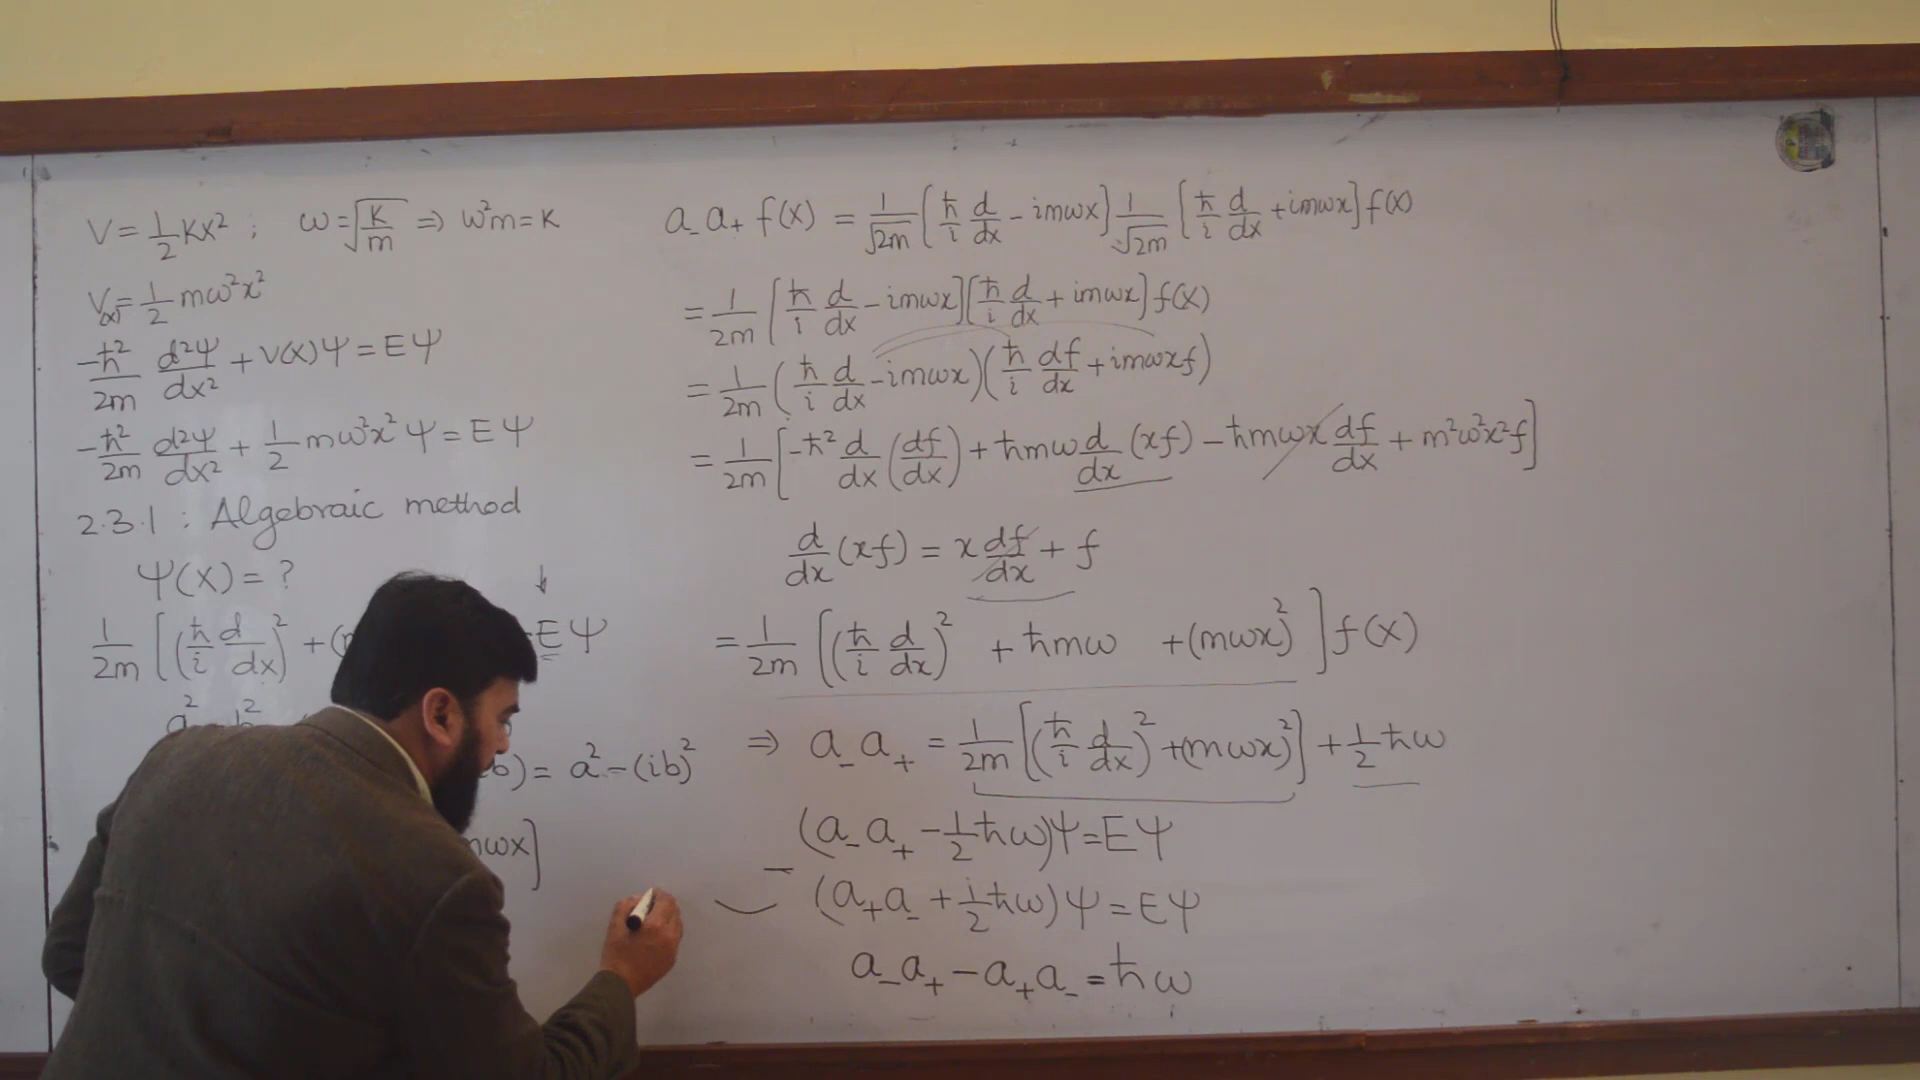 V = 1/2 Kx² ; ω = √(K/m) ⇒ ω²m = K
V(x) = 1/2 mω²x²
-ħ²/2m d²Ψ/dx² + V(x)Ψ = EΨ
-ħ²/2m d²Ψ/dx² + 1/2 mω²x²Ψ = EΨ
2.3.1 : Algebraic method
Ψ(x) = ?
1/2m [(ħ/i d/dx)² + ( EΨ
a² b²
b) = a² - (ib)²
mωx]
a₋a₊ f(x) = 1/√2m [ħ/i d/dx - imωx] 1/√2m [ħ/i d/dx + imωx] f(x)
= 1/2m [ħ/i d/dx - imωx][ħ/i d/dx + imωx] f(x)
= 1/2m (ħ/i d/dx - imωx)(ħ/i df/dx + imωxf)
= 1/2m [-ħ² d/dx (df/dx) + ħmω d/dx (xf) - ħmωx df/dx + m²ω²x²f]
d/dx (xf) = x df/dx + f
= 1/2m [(ħ/i d/dx)² + ħmω + (mωx)²] f(x)
⇒ a₋a₊ = 1/2m [(ħ/i d/dx)² + (mωx)²] + 1/2 ħω
(a₋a₊ - 1/2 ħω)Ψ = EΨ
(a₊a₋ + 1/2 ħω)Ψ = EΨ
a₋a₊ - a₊a₋ = ħω